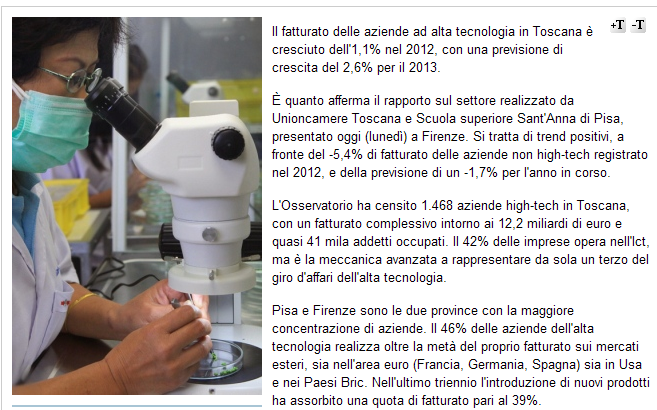 +T -T
Il fatturato delle aziende ad alta tecnologia in Toscana è
cresciuto dell'1,1% nel 2012, con una previsione di
crescita del 2,6% per il 2013.
È quanto afferma il rapporto sul settore realizzato da
Unioncamere Toscana e Scuola superiore Sant'Anna di Pisa,
presentato oggi (lunedì) a Firenze. Si tratta di trend positivi, a
fronte del -5,4% di fatturato delle aziende non high-tech registrato
nel 2012, e della previsione di un -1,7% per l'anno in corso.
L'Osservatorio ha censito 1.468 aziende high-tech in Toscana,
con un fatturato complessivo intorno ai 12,2 miliardi di euro e
quasi 41 mila addetti occupati. Il 42% delle imprese opera nell'Ict,
ma è la meccanica avanzata a rappresentare da sola un terzo del
giro d'affari dell'alta tecnologia.
Pisa e Firenze sono le due province con la maggiore
concentrazione di aziende. Il 46% delle aziende dell'alta
tecnologia realizza oltre la metà del proprio fatturato sui mercati
esteri, sia nell'area euro (Francia, Germania, Spagna) sia in Usa
e nei Paesi Bric. Nell'ultimo triennio l'introduzione di nuovi prodotti
ha assorbito una quota di fatturato pari al 39%.